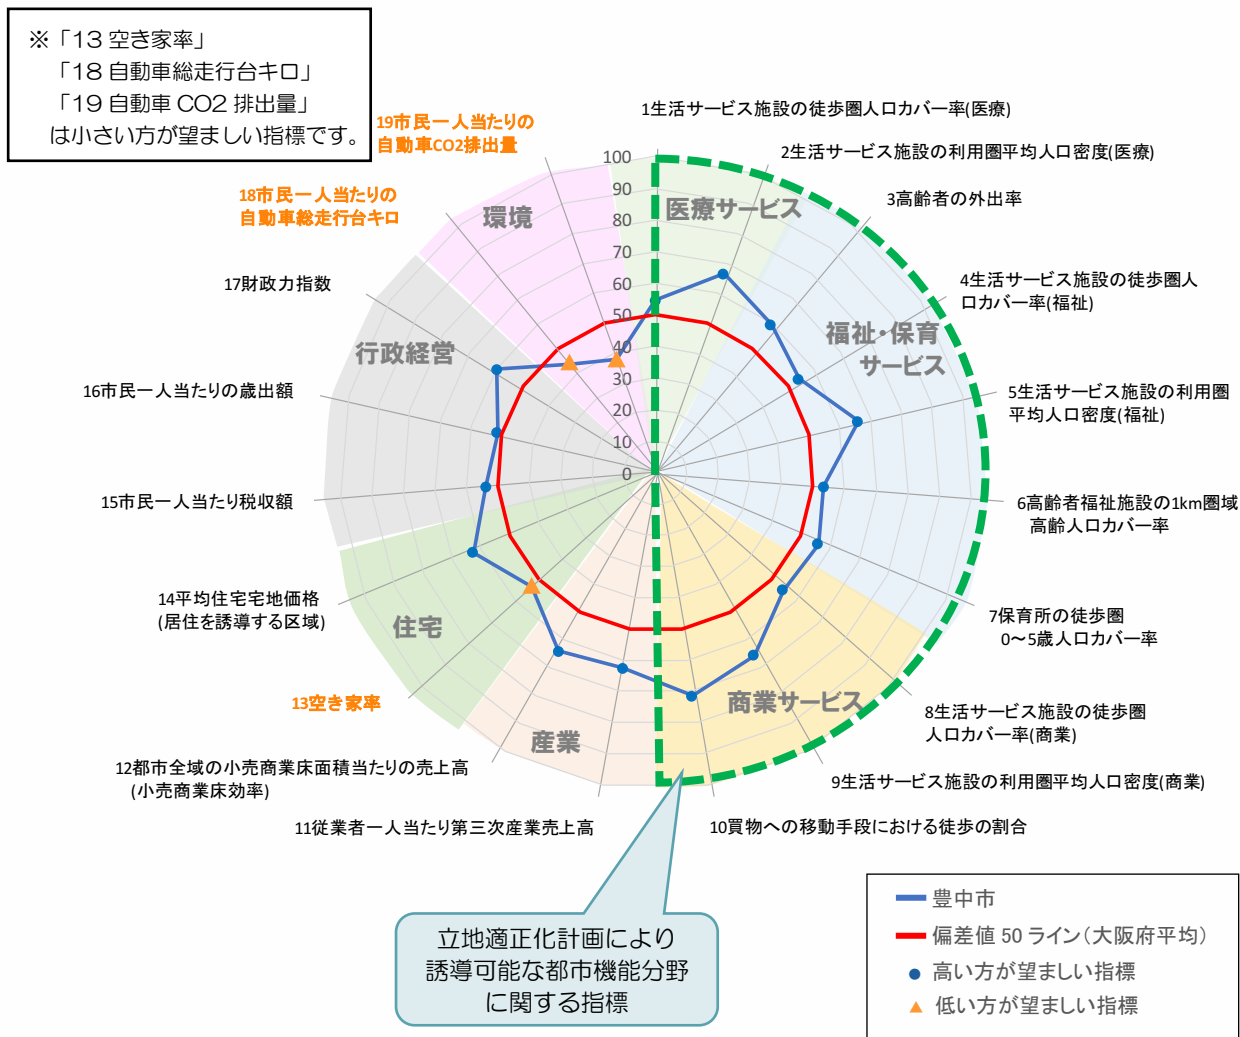 ※「13 空き家率」
「18 自動車総走行台キロ」
「19 自動車 CO2 排出量」
は小さい方が望ましい指標です。
1生活サービス施設の徒歩圏人口カバー率(医療)
2生活サービス施設の利用圏平均人口密度(医療)
3高齢者の外出率
4生活サービス施設の徒歩圏人
口カバー率(福祉)
5生活サービス施設の利用圏
平均人口密度(福祉)
6高齢者福祉施設の1km圏域
高齢人口カバー率
7保育所の徒歩圏
0～5歳人口カバー率
8生活サービス施設の徒歩圏
人口カバー率(商業)
9生活サービス施設の利用圏平均人口密度(商業)
10買物への移動手段における徒歩の割合
11従業者一人当たり第三次産業売上高
12都市全域の小売商業床面積当たりの売上高
(小売商業床効率)
13空き家率
14平均住宅宅地価格
(居住を誘導する区域)
15市民一人当たり税収額
16市民一人当たりの歳出額
17財政力指数
18市民一人当たりの
自動車総走行台キロ
19市民一人当たりの
自動車CO2排出量
100
90
80
70
60
50
40
30
20
10
0
医療サービス
福祉・保育
サービス
商業サービス
産業
住宅
行政経営
環境
立地適正化計画により
誘導可能な都市機能分野
に関する指標
豊中市
偏差値 50 ライン（大阪府平均）
高い方が望ましい指標
低い方が望ましい指標